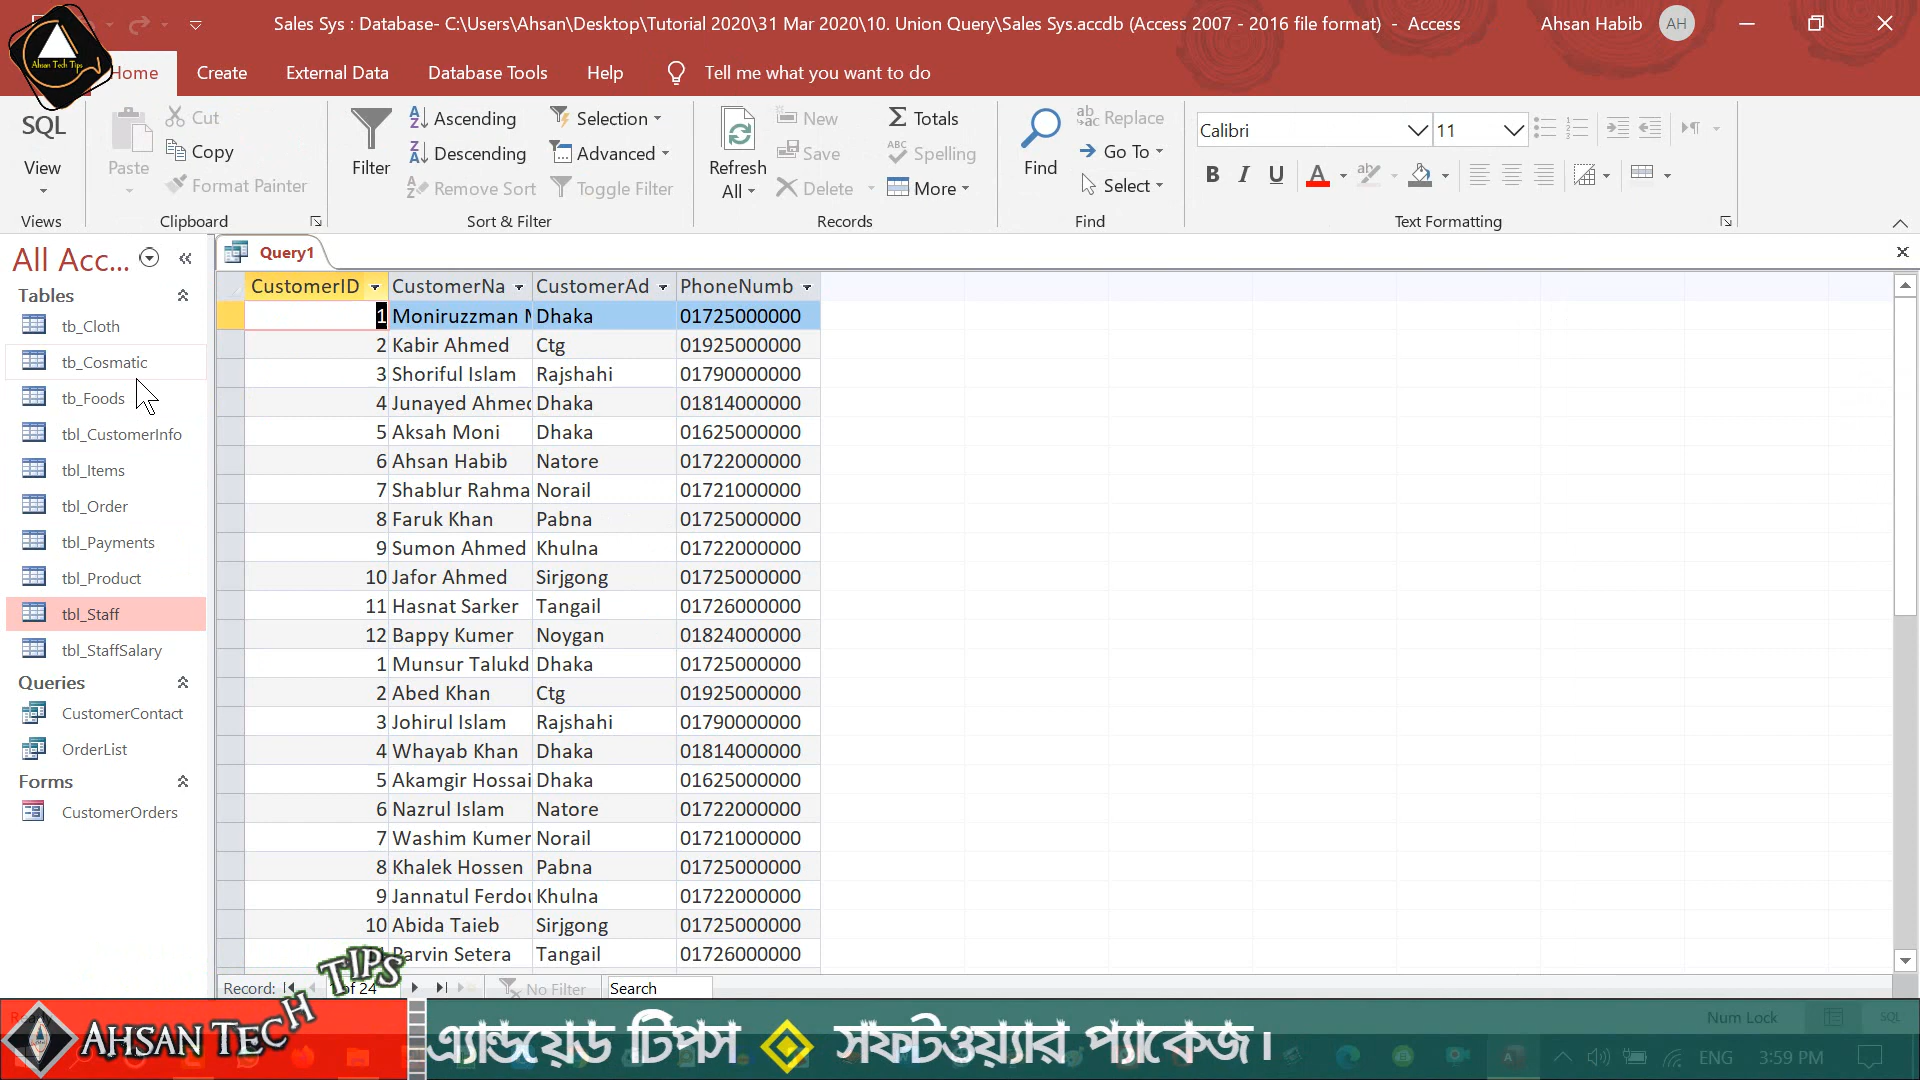 Sales Sys : Database- C:\Users\Ahsan\Desktop\Tutorial 2020\31 Mar 2020\10. Union Query\Sales Sys.accdb (Access 2007 - 2016 file format) - Access
Ahsan Habib AH
Ahsan Tech Tips
Home Create External Data Database Tools Help Tell me what you want to do
SQL
View
Views
Paste
Cut
Copy
Format Painter
Clipboard
Filter
Ascending
Descending
Remove Sort
Selection
Advanced
Toggle Filter
Sort & Filter
Refresh
All
New
Save
Delete
Totals
Spelling
More
Records
Find
Replace
Go To
Select
Find
Calibri 11
B I U A
Text Formatting
All Acc...
Tables
tb_Cloth
tb_Cosmatic
tb_Foods
tbl_CustomerInfo
tbl_Items
tbl_Order
tbl_Payments
tbl_Product
tbl_Staff
tbl_StaffSalary
Queries
CustomerContact
OrderList
Forms
CustomerOrders
Query1
CustomerID CustomerNa CustomerAd PhoneNumb
1 Moniruzzman Dhaka 01725000000
2 Kabir Ahmed Ctg 01925000000
3 Shoriful Islam Rajshahi 01790000000
4 Junayed Ahmed Dhaka 01814000000
5 Aksah Moni Dhaka 01625000000
6 Ahsan Habib Natore 01722000000
7 Shablur Rahma Norail 01721000000
8 Faruk Khan Pabna 01725000000
9 Sumon Ahmed Khulna 01722000000
10 Jafor Ahmed Sirjgong 01725000000
11 Hasnat Sarker Tangail 01726000000
12 Bappy Kumer Noygan 01824000000
1 Munsur Talukd Dhaka 01725000000
2 Abed Khan Ctg 01925000000
3 Johirul Islam Rajshahi 01790000000
4 Whayab Khan Dhaka 01814000000
5 Akamgir Hossai Dhaka 01625000000
6 Nazrul Islam Natore 01722000000
7 Washim Kumer Norail 01721000000
8 Khalek Hossen Pabna 01725000000
9 Jannatul Ferdou Khulna 01722000000
10 Abida Taieb Sirjgong 01725000000
Parvin Setera Tangail 01726000000
Record: of 24 No Filter Search
AHSAN TECH TIPS
এ্যান্ডয়েড টিপস সফটওয়্যার প্যাকেজ।
Num Lock SQL
ENG 3:59 PM